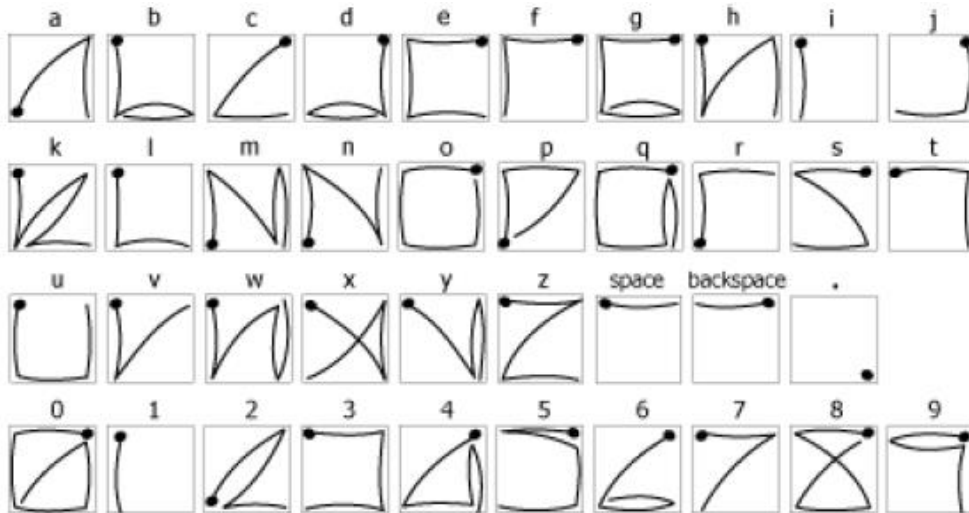 a b c d e f g h i j
k l m n o p q r s t
u v w x y z space backspace .
0 1 2 3 4 5 6 7 8 9